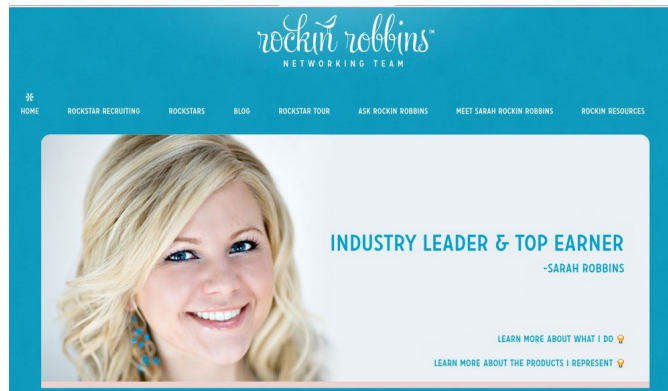 rockin robbins™
NETWORKING TEAM
HOME ROCKSTAR RECRUITING ROCKSTARS BLOG ROCKSTAR TOUR ASK ROCKIN ROBBINS MEET SARAH ROCKIN ROBBINS ROCKIN RESOURCES
INDUSTRY LEADER & TOP EARNER
-SARAH ROBBINS
LEARN MORE ABOUT WHAT I DO
LEARN MORE ABOUT THE PRODUCTS I REPRESENT